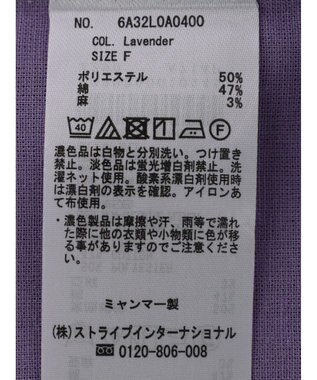 NO. 6A32L0A0400
COL. Lavender
SIZE F
ポリエステル 50%
綿 47%
麻 3%
40
F
濃色品は白物と分別洗い。つけ置き
禁止。淡色品は蛍光増白剤禁止。洗
濯ネット使用。酸素系漂白剤使用時
は漂白剤の表示を確認。アイロンあ
て布使用。
・濃色製品は摩擦や汗、雨等で濡れ
た際に他の衣類や小物類に色が移
る事がありますのでご注意くださ
い。
ミャンマー製
(株)ストライプインターナショナル
0120-806-008